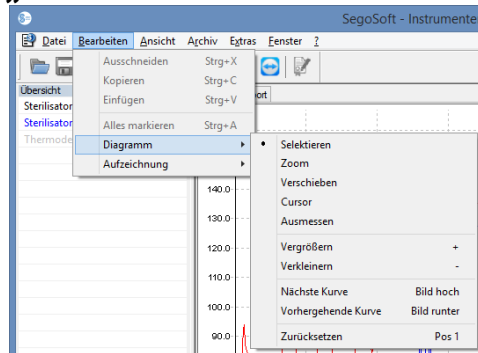 „
SegoSoft - Instrumente
Datei Bearbeiten Ansicht Archiv Extras Fenster ?
Ausschneiden Strg+X
Kopieren Strg+C
Einfügen Strg+V
Alles markieren Strg+A
Diagramm
Aufzeichnung
Übersicht
Sterilisator
Sterilisator
Thermode
ort
Selektieren
Zoom
Verschieben
Cursor
Ausmessen
Vergrößern +
Verkleinern -
Nächste Kurve Bild hoch
Vorhergehende Kurve Bild runter
Zurücksetzen Pos 1
140.0
130.0
120.0
110.0
100.0
90.0